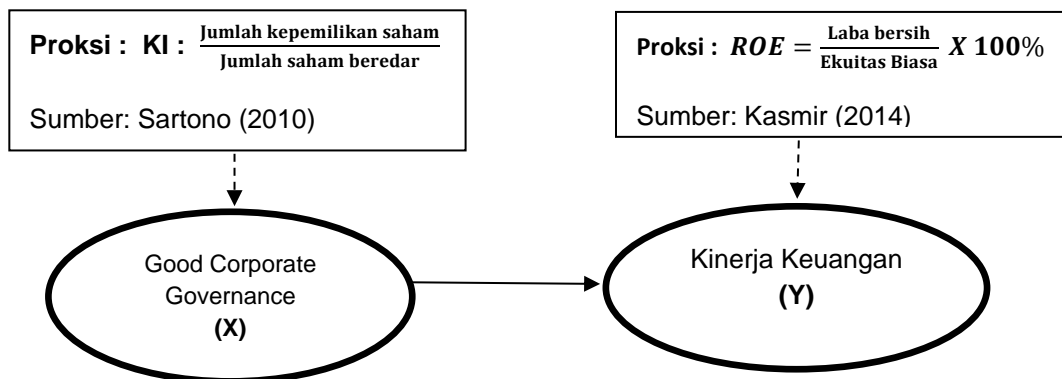 Proksi : KI : Jumlah kepemilikan saham / Jumlah saham beredar
Sumber: Sartono (2010)
Proksi : ROE = Laba bersih / Ekuitas Biasa X 100%
Sumber: Kasmir (2014)
Good Corporate
Governance
(X)
Kinerja Keuangan
(Y)